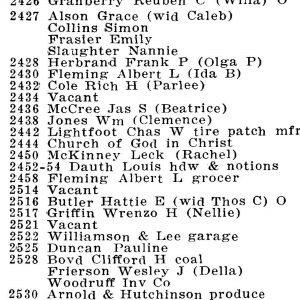 2426 Granberry Reuben C (Willa) O
2427 Alson Grace (wid Caleb)
Collins Simon
Frasier Emily
Slaughter Nannie
2428 Herbrand Frank P (Olga P)
2430 Fleming Albert L (Ida B)
2432 Cole Rich H (Parlee)
2434 Vacant
2436 McCree Jas S (Beatrice)
2438 Jones Wm (Clemence)
2442 Lightfoot Chas W tire patch mfr
2444 Church of God in Christ
2450 McKinney Leck (Rachel)
2452-54 Dauth Louis hdw & notions
2458 Fleming Albert L grocer
2514 Vacant
2516 Butler Hattie E (wid Thos C) O
2517 Griffin Wrenzo H (Nellie)
2521 Vacant
2522 Williamson & Lee garage
2525 Duncan Pauline
2528 Boyd Clifford H coal
Frierson Wesley J (Della)
Woodruff Inv Co
2530 Arnold & Hutchinson produce